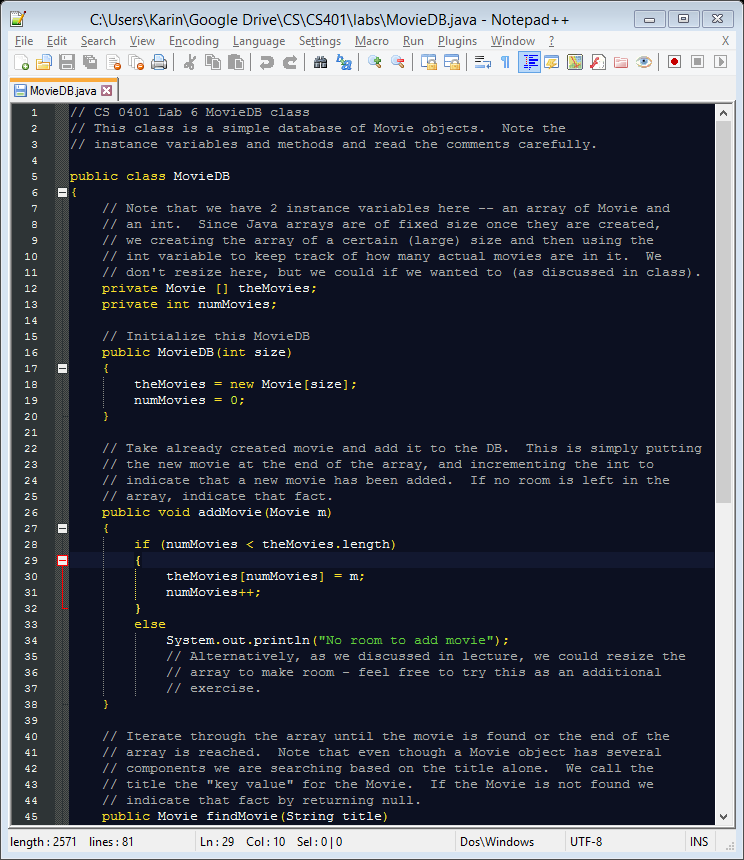 C:\Users\Karin\Google Drive\CS\CS401\labs\MovieDB.java - Notepad++
File Edit Search View Encoding Language Settings Macro Run Plugins Window ? X
MovieDB.java
1 // CS 0401 Lab 6 MovieDB class
2 // This class is a simple database of Movie objects.  Note the
3 // instance variables and methods and read the comments carefully.
4
5 public class MovieDB
6 {
7 // Note that we have 2 instance variables here -- an array of Movie and
8 // an int.  Since Java arrays are of fixed size once they are created,
9 // we creating the array of a certain (large) size and then using the
10 // int variable to keep track of how many actual movies are in it.  We
11 // don't resize here, but we could if we wanted to (as discussed in class).
12 private Movie [] theMovies;
13 private int numMovies;
14
15 // Initialize this MovieDB
16 public MovieDB(int size)
17 {
18 theMovies = new Movie[size];
19 numMovies = 0;
20 }
21
22 // Take already created movie and add it to the DB.  This is simply putting
23 // the new movie at the end of the array, and incrementing the int to
24 // indicate that a new movie has been added.  If no room is left in the
25 // array, indicate that fact.
26 public void addMovie(Movie m)
27 {
28 if (numMovies < theMovies.length)
29 {
30 theMovies[numMovies] = m;
31 numMovies++;
32 }
33 else
34 System.out.println("No room to add movie");
35 // Alternatively, as we discussed in lecture, we could resize the
36 // array to make room - feel free to try this as an additional
37 // exercise.
38 }
39
40 // Iterate through the array until the movie is found or the end of the
41 // array is reached.  Note that even though a Movie object has several
42 // components we are searching based on the title alone.  We call the
43 // title the "key value" for the Movie.  If the Movie is not found we
44 // indicate that fact by returning null.
45 public Movie findMovie(String title)
length : 2571 lines : 81 Ln : 29 Col : 10 Sel : 0 | 0 Dos\Windows UTF-8 INS